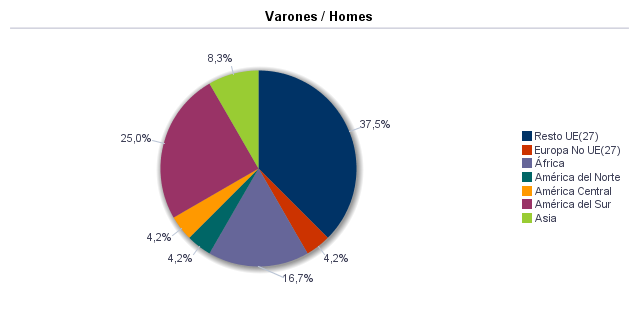 Varones / Homes
8,3%
37,5%
25,0%
4,2%
4,2%
4,2%
16,7%
Resto UE(27)
Europa No UE(27)
África
América del Norte
América Central
América del Sur
Asia